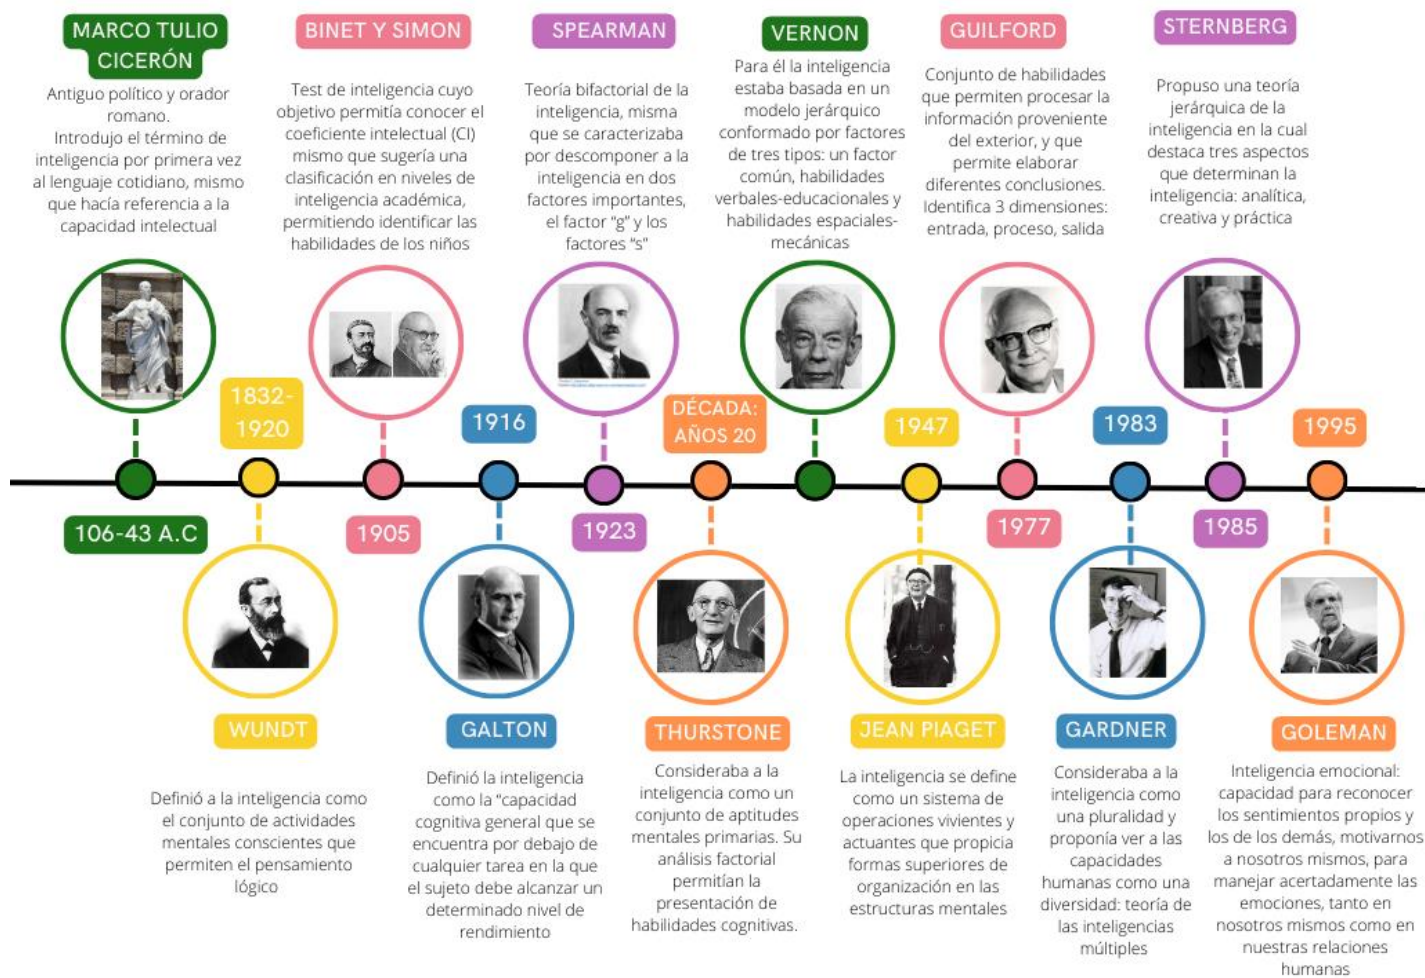 MARCO TULIO
CICERÓN
Antiguo político y orador
romano.
Introdujo el término de
inteligencia por primera vez
al lenguaje cotidiano, mismo
que hacía referencia a la
capacidad intelectual
106-43 A.C
1832-
1920
WUNDT
Definió a la inteligencia como
el conjunto de actividades
mentales conscientes que
permiten el pensamiento
lógico
BINET Y SIMON
Test de inteligencia cuyo
objetivo permitía conocer el
coeficiente intelectual (CI)
mismo que sugería una
clasificación en niveles de
inteligencia académica,
permitiendo identificar las
habilidades de los niños
1905
1916
GALTON
Definió la inteligencia
como la “capacidad
cognitiva general que se
encuentra por debajo de
cualquier tarea en la que
el sujeto debe alcanzar un
determinado nivel de
rendimiento
SPEARMAN
Teoría bifactorial de la
inteligencia, misma
que se caracterizaba
por descomponer a la
inteligencia en dos
factores importantes,
el factor “g” y los
factores “s”
1923
DÉCADA:
AÑOS 20
THURSTONE
Consideraba a la
inteligencia como un
conjunto de aptitudes
mentales primarias. Su
análisis factorial
permitían la
presentación de
habilidades cognitivas.
VERNON
Para él la inteligencia
estaba basada en un
modelo jerárquico
conformado por factores
de tres tipos: un factor
común, habilidades
verbales-educacionales y
habilidades espaciales-
mecánicas
1947
JEAN PIAGET
La inteligencia se define
como un sistema de
operaciones vivientes y
actuantes que propicia
formas superiores de
organización en las
estructuras mentales
GUILFORD
Conjunto de habilidades
que permiten procesar la
información proveniente
del exterior, y que
permite elaborar
diferentes conclusiones.
Identifica 3 dimensiones:
entrada, proceso, salida
1977
1983
GARDNER
Consideraba a la
inteligencia como
una pluralidad y
proponía ver a las
capacidades
humanas como una
diversidad: teoría de
las inteligencias
múltiples
STERNBERG
Propuso una teoría
jerárquica de la
inteligencia en la cual
destaca tres aspectos
que determinan la
inteligencia: analítica,
creativa y práctica
1985
1995
GOLEMAN
Inteligencia emocional:
capacidad para reconocer
los sentimientos propios y
los de los demás, motivarnos
a nosotros mismos, para
manejar acertadamente las
emociones, tanto en
nosotros mismos como en
nuestras relaciones
humanas